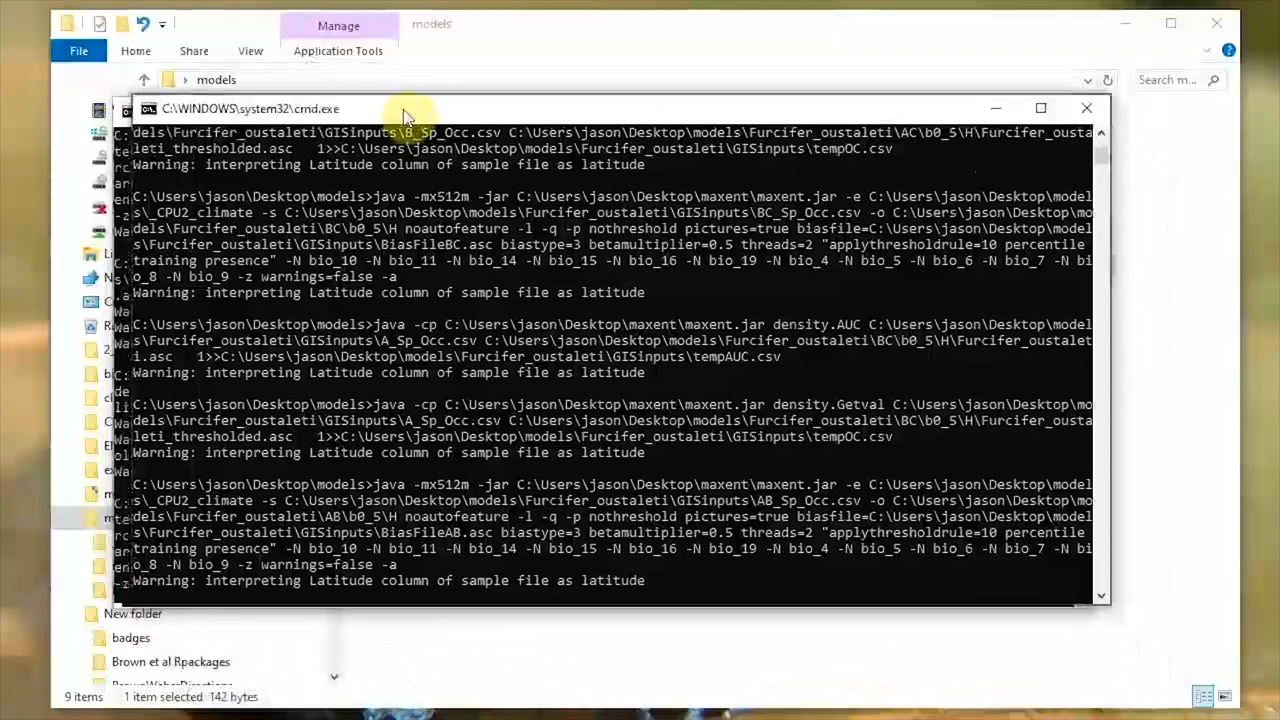 Manage
models
File
Home
Share
View
Application Tools
models
Search m...
C:\WINDOWS\system32\cmd.exe
dels\Furcifer_oustaleti\GISinputs\B_Sp_Occ.csv C:\Users\jason\Desktop\models\Furcifer_oustaleti\AC\b0_5\H\Furcifer_ousta
leti_thresholded.asc   1>>C:\Users\jason\Desktop\models\Furcifer_oustaleti\GISinputs\tempOC.csv
Warning: interpreting Latitude column of sample file as latitude
C:\Users\jason\Desktop\models>java -mx512m -jar C:\Users\jason\Desktop\maxent\maxent.jar -e C:\Users\jason\Desktop\model
s\_CPU2_climate -s C:\Users\jason\Desktop\models\Furcifer_oustaleti\GISinputs\BC_Sp_Occ.csv -o C:\Users\jason\Desktop\mo
dels\Furcifer_oustaleti\BC\b0_5\H noautofeature -l -q -p nothreshold pictures=true biasfile=C:\Users\jason\Desktop\model
s\Furcifer_oustaleti\GISinputs\BiasFileBC.asc biastype=3 betamultiplier=0.5 threads=2 "applythresholdrule=10 percentile
training presence" -N bio_10 -N bio_11 -N bio_14 -N bio_15 -N bio_16 -N bio_19 -N bio_4 -N bio_5 -N bio_6 -N bio_7 -N bi
o_8 -N bio_9 -z warnings=false -a
Warning: interpreting Latitude column of sample file as latitude
C:\Users\jason\Desktop\models>java -cp C:\Users\jason\Desktop\maxent\maxent.jar density.AUC C:\Users\jason\Desktop\model
s\Furcifer_oustaleti\GISinputs\A_Sp_Occ.csv C:\Users\jason\Desktop\models\Furcifer_oustaleti\BC\b0_5\H\Furcifer_oustalet
i.asc   1>>C:\Users\jason\Desktop\models\Furcifer_oustaleti\GISinputs\tempAUC.csv
Warning: interpreting Latitude column of sample file as latitude
C:\Users\jason\Desktop\models>java -cp C:\Users\jason\Desktop\maxent\maxent.jar density.Getval C:\Users\jason\Desktop\mo
dels\Furcifer_oustaleti\GISinputs\A_Sp_Occ.csv C:\Users\jason\Desktop\models\Furcifer_oustaleti\BC\b0_5\H\Furcifer_ousta
leti_thresholded.asc   1>>C:\Users\jason\Desktop\models\Furcifer_oustaleti\GISinputs\tempOC.csv
Warning: interpreting Latitude column of sample file as latitude
C:\Users\jason\Desktop\models>java -mx512m -jar C:\Users\jason\Desktop\maxent\maxent.jar -e C:\Users\jason\Desktop\model
s\_CPU2_climate -s C:\Users\jason\Desktop\models\Furcifer_oustaleti\GISinputs\AB_Sp_Occ.csv -o C:\Users\jason\Desktop\mo
dels\Furcifer_oustaleti\AB\b0_5\H noautofeature -l -q -p nothreshold pictures=true biasfile=C:\Users\jason\Desktop\model
s\Furcifer_oustaleti\GISinputs\BiasFileAB.asc biastype=3 betamultiplier=0.5 threads=2 "applythresholdrule=10 percentile
training presence" -N bio_10 -N bio_11 -N bio_14 -N bio_15 -N bio_16 -N bio_19 -N bio_4 -N bio_5 -N bio_6 -N bio_7 -N bi
o_8 -N bio_9 -z warnings=false -a
Warning: interpreting Latitude column of sample file as latitude
New folder
badges
Brown et al Rpackages
9 items
1 item selected 142 bytes